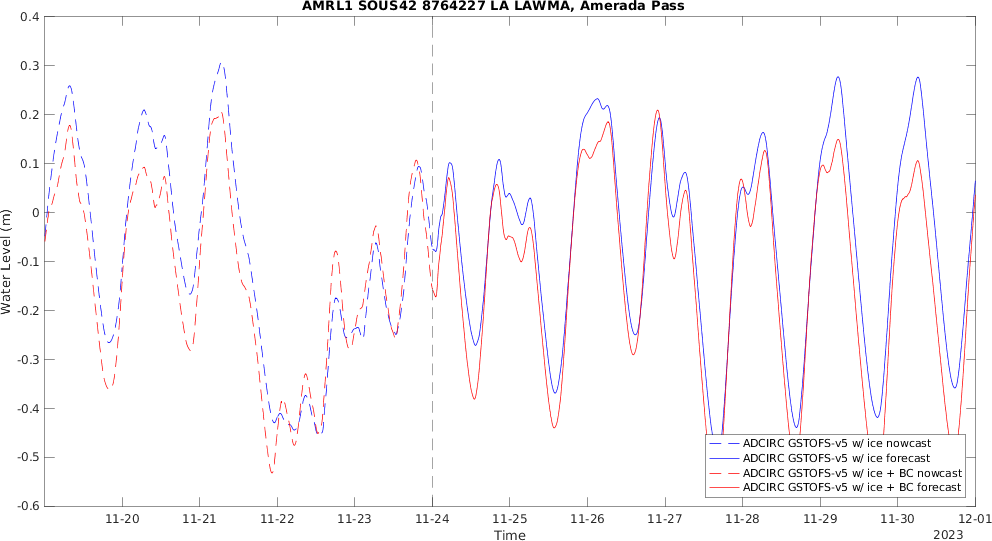 AMRL1 SOUS42 8764227 LA LAWMA, Amerada Pass
0.4
0.3
0.2
0.1
0
-0.1
-0.2
-0.3
-0.4
-0.5
-0.6
Water Level (m)
ADCIRC GSTOFS-v5 w/ ice nowcast
ADCIRC GSTOFS-v5 w/ ice forecast
ADCIRC GSTOFS-v5 w/ ice + BC nowcast
ADCIRC GSTOFS-v5 w/ ice + BC forecast
11-20 11-21 11-22 11-23 11-24 11-25 11-26 11-27 11-28 11-29 11-30 12-01
Time
2023